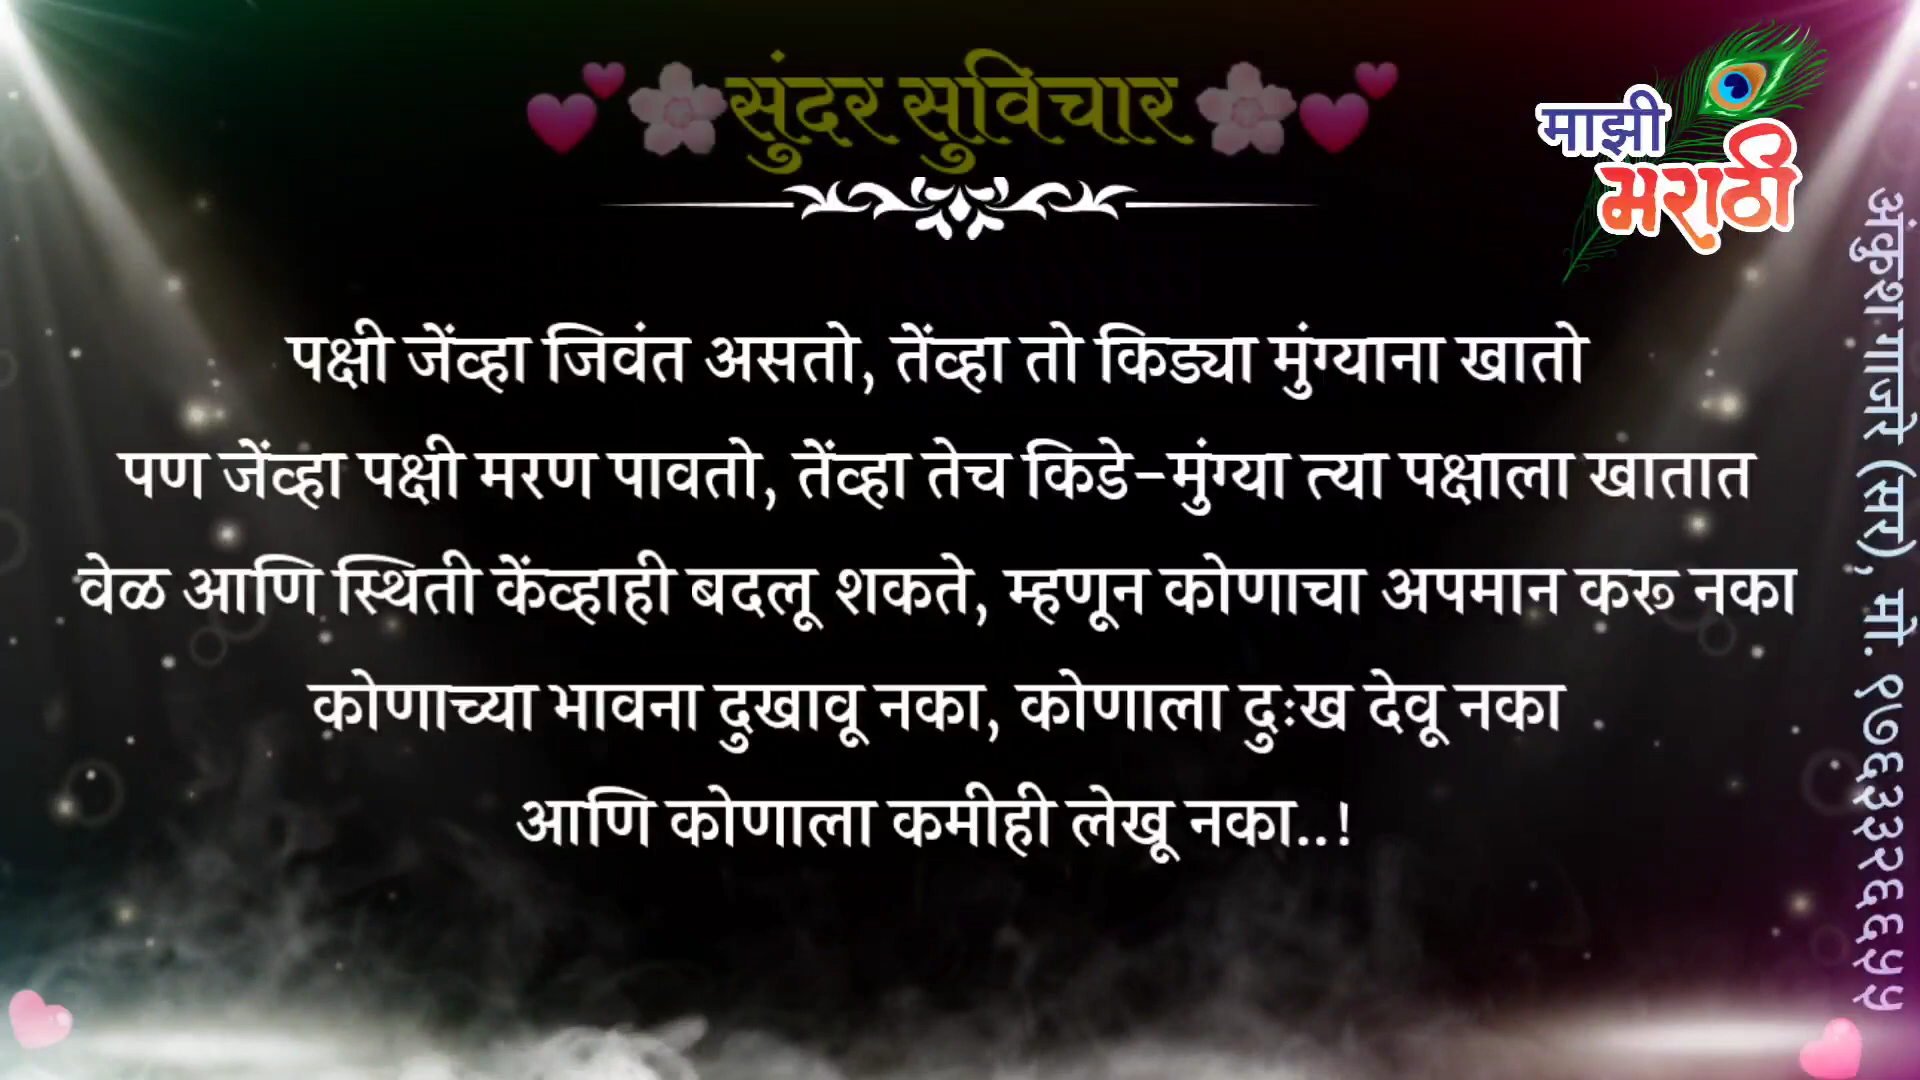 💕🌸सुंदर सुविचार🌸💕
माझी
मराठी
पक्षी जेंव्हा जिवंत असतो, तेंव्हा तो किड्या मुंग्याना खातो
पण जेंव्हा पक्षी मरण पावतो, तेंव्हा तेच किडे-मुंग्या त्या पक्षाला खातात
वेळ आणि स्थिती केंव्हाही बदलू शकते, म्हणून कोणाचा अपमान करू नका
कोणाच्या भावना दुखावू नका, कोणाला दुःख देवू नका
आणि कोणाला कमीही लेखू नका..!
अंकुश गाजरे (सर), मो. ९७६३३२६६५५